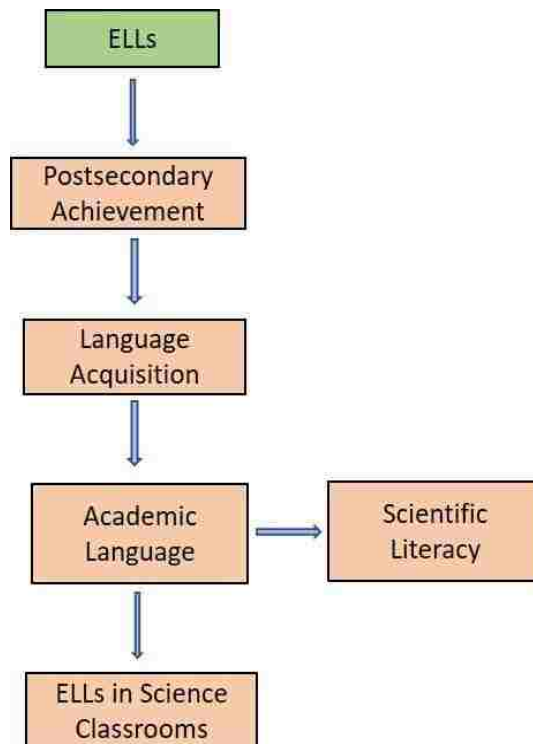 ELLs
Postsecondary
Achievement
Language
Acquisition
Academic
Language
Scientific
Literacy
ELLs in Science
Classrooms